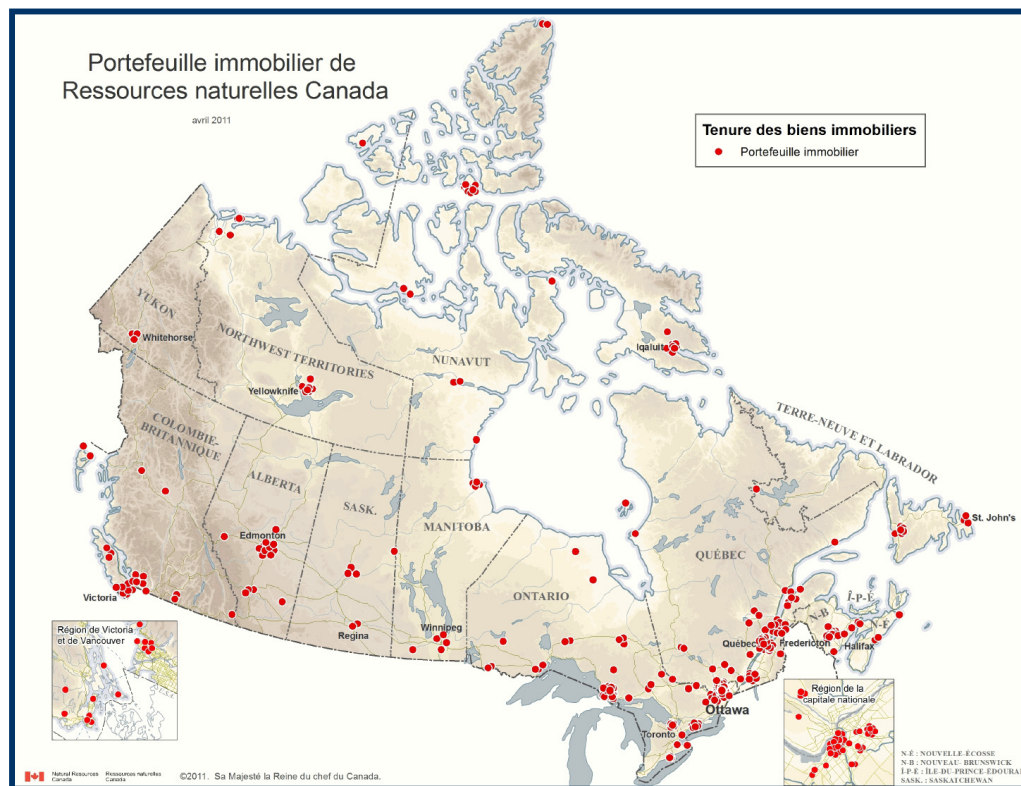 Portefeuille immobilier de
Ressources naturelles Canada
avril 2011
Tenure des biens immobiliers
Portefeuille immobilier
YUKON
Whitehorse
NORTHWEST TERRITORIES
NUNAVUT
Iqaluit
Yellowknife
TERRE-NEUVE ET LABRADOR
COLOMBIE-
BRITANNIQUE
ALBERTA
SASK.
MANITOBA
Edmonton
St. John's
QUÉBEC
ONTARIO
Î-P-É
N-B
N-É
Victoria
Regina
Winnipeg
Québec
Fredericton
Halifax
Région de Victoria
et de Vancouver
Région de la
capitale nationale
Ottawa
Toronto
N-É : NOUVELLE-ÉCOSSE
N-B : NOUVEAU-BRUNSWICK
Î-P-É : ÎLE-DU-PRINCE-ÉDOUARD
SASK. : SASKATCHEWAN
Natural Resources Ressources naturelles
Canada Canada
©2011. Sa Majesté la Reine du chef du Canada.